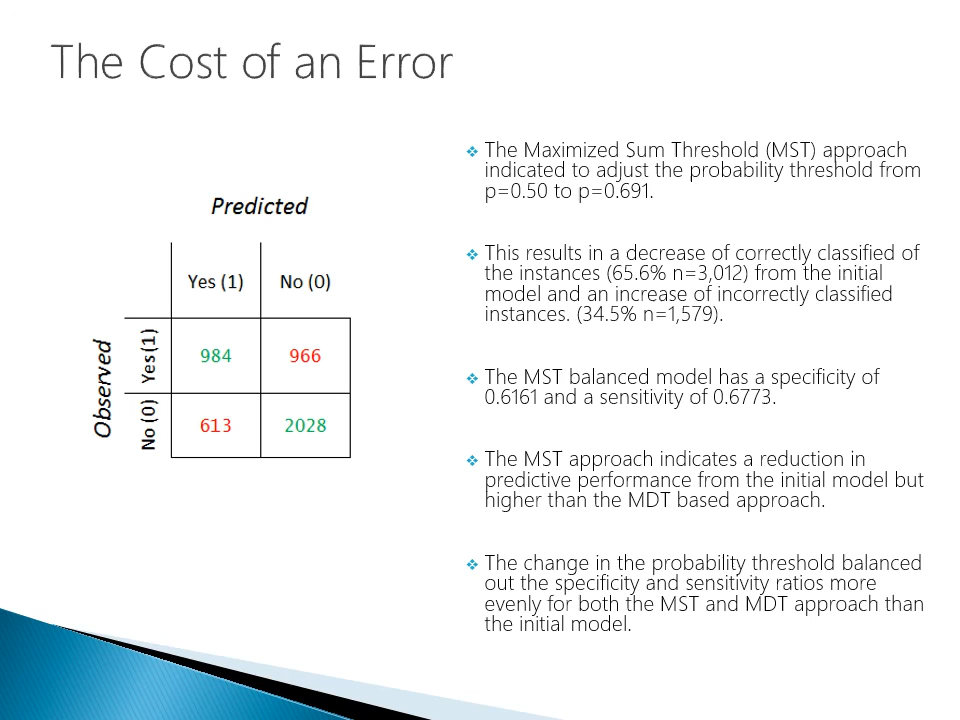 The Cost of an Error
Predicted
Yes (1) No (0)
Observed
Yes (1)
984 966
No (0)
613 2028
❖ The Maximized Sum Threshold (MST) approach
indicated to adjust the probability threshold from
p=0.50 to p=0.691.
❖ This results in a decrease of correctly classified of
the instances (65.6% n=3,012) from the initial
model and an increase of incorrectly classified
instances. (34.5% n=1,579).
❖ The MST balanced model has a specificity of
0.6161 and a sensitivity of 0.6773.
❖ The MST approach indicates a reduction in
predictive performance from the initial model but
higher than the MDT based approach.
❖ The change in the probability threshold balanced
out the specificity and sensitivity ratios more
evenly for both the MST and MDT approach than
the initial model.